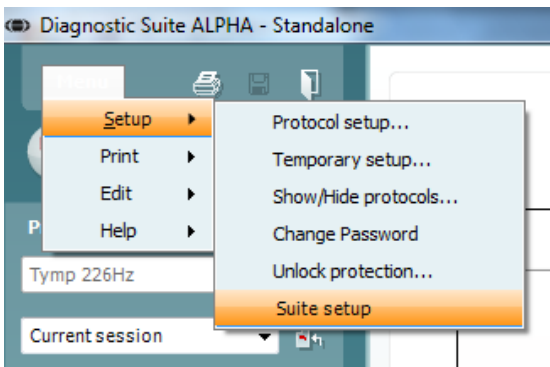 Diagnostic Suite ALPHA - Standalone
Menu
Setup
Print
Edit
Help
Protocol setup...
Temporary setup...
Show/Hide protocols...
Change Password
Unlock protection...
Suite setup
P
Tymp 226Hz
Current session